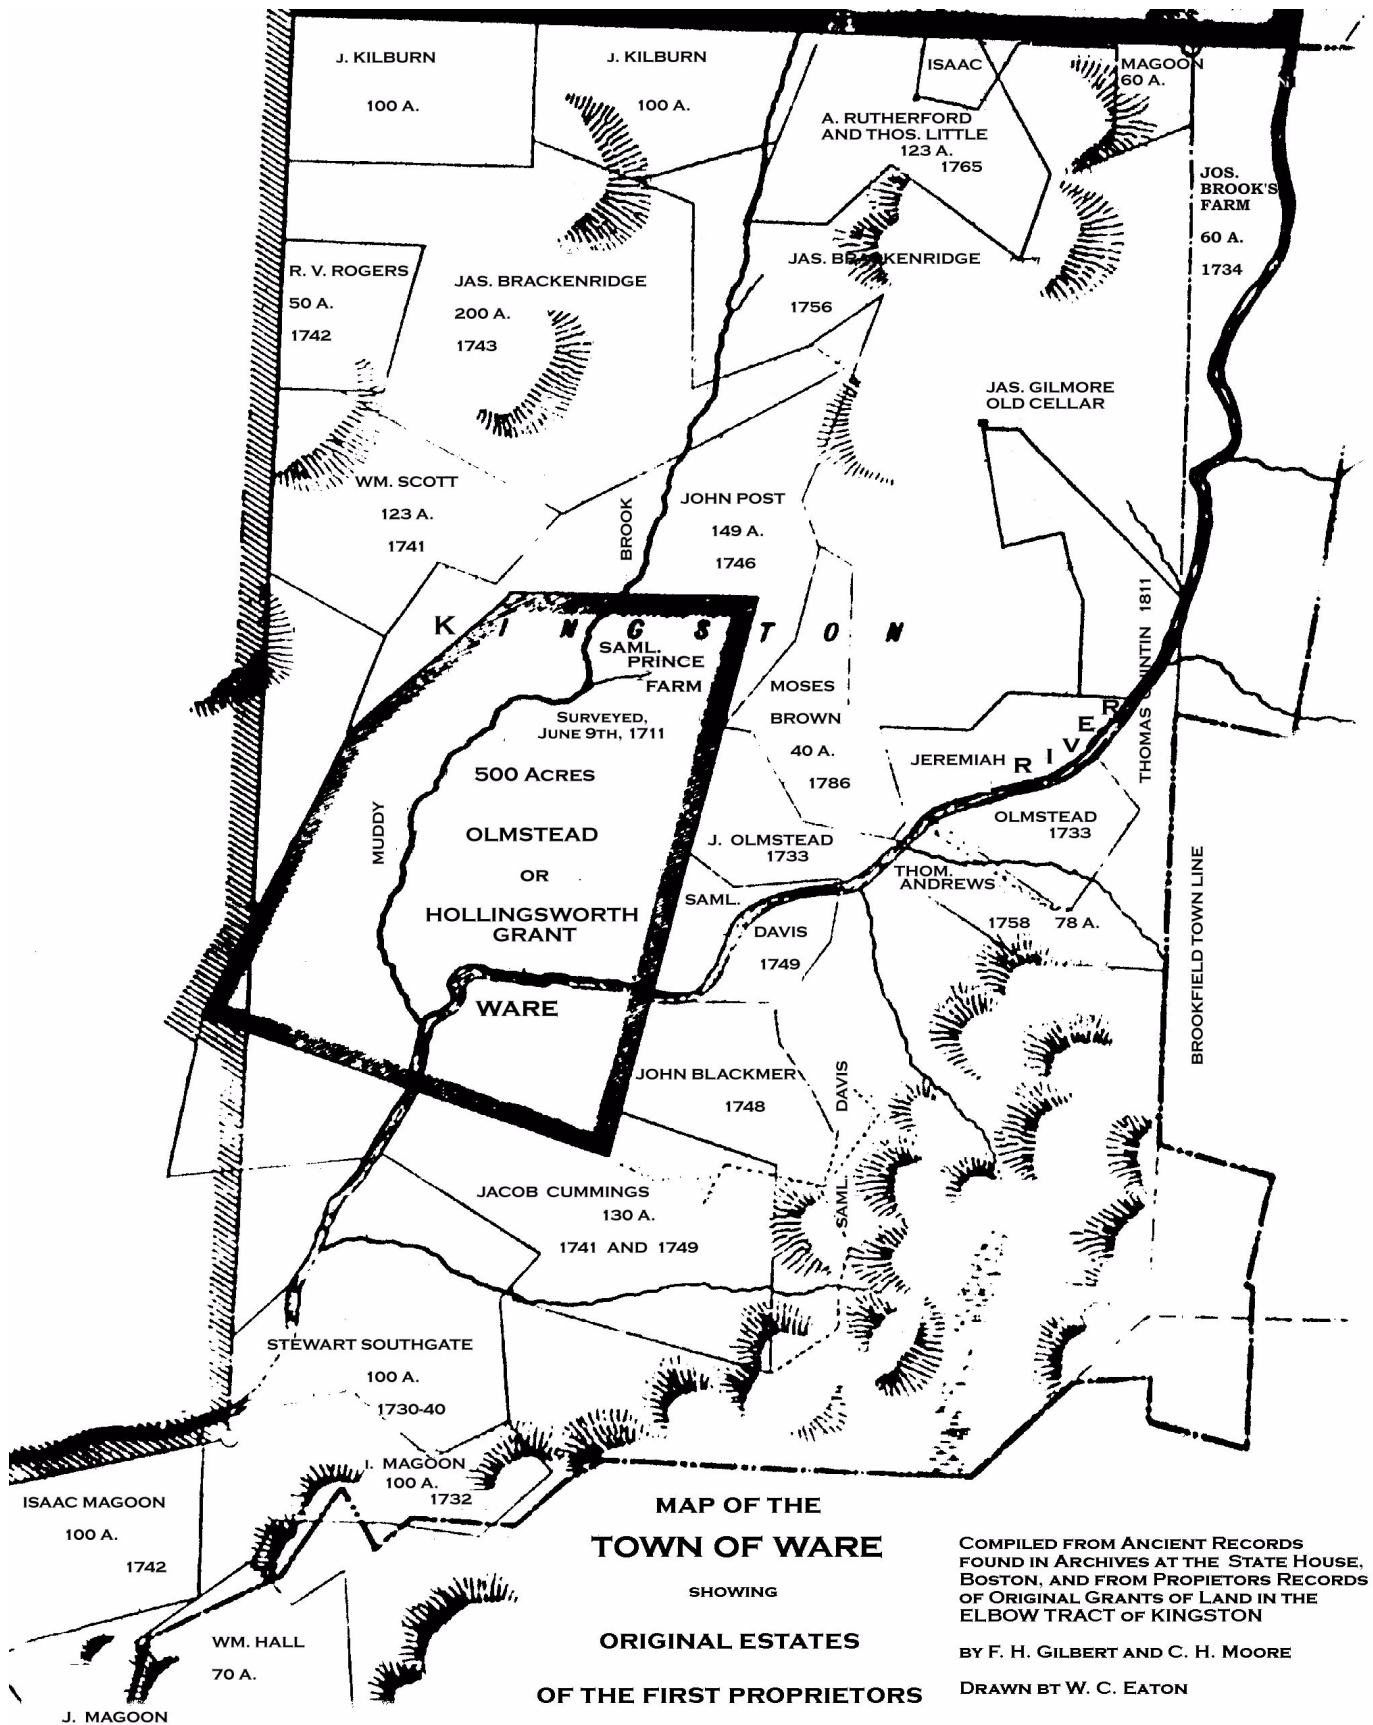 J. KILBURN
100 A.
J. KILBURN
100 A.
ISAAC
MAGOON
60 A.
A. RUTHERFORD
AND THOS. LITTLE
123 A.
1765
JOS.
BROOK'S
FARM
60 A.
1734
R. V. ROGERS
50 A.
1742
JAS. BRACKENRIDGE
200 A.
1743
JAS. BRACKENRIDGE
1756
JAS. GILMORE
OLD CELLAR
WM. SCOTT
123 A.
1741
BROOK
JOHN POST
149 A.
1746
THOMAS QUINTIN 1811
KINGSTON
SAML.
PRINCE
FARM
SURVEYED,
JUNE 9TH, 1711
500 ACRES
OLMSTEAD
OR
HOLLINGSWORTH
GRANT
MUDDY
MOSES
BROWN
40 A.
1786
JEREMIAH
RIVER
OLMSTEAD
1733
J. OLMSTEAD
1733
THOM.
ANDREWS
1758 78 A.
SAML.
DAVIS
1749
BROOKFIELD TOWN LINE
WARE
JOHN BLACKMER
1748
SAML. DAVIS
JACOB CUMMINGS
130 A.
1741 AND 1749
STEWART SOUTHGATE
100 A.
1730-40
I. MAGOON
100 A.
1732
ISAAC MAGOON
100 A.
1742
WM. HALL
70 A.
J. MAGOON
MAP OF THE
TOWN OF WARE
SHOWING
ORIGINAL ESTATES
OF THE FIRST PROPRIETORS
COMPILED FROM ANCIENT RECORDS
FOUND IN ARCHIVES AT THE STATE HOUSE,
BOSTON, AND FROM PROPIETORS RECORDS
OF ORIGINAL GRANTS OF LAND IN THE
ELBOW TRACT OF KINGSTON
BY F. H. GILBERT AND C. H. MOORE
DRAWN BT W. C. EATON